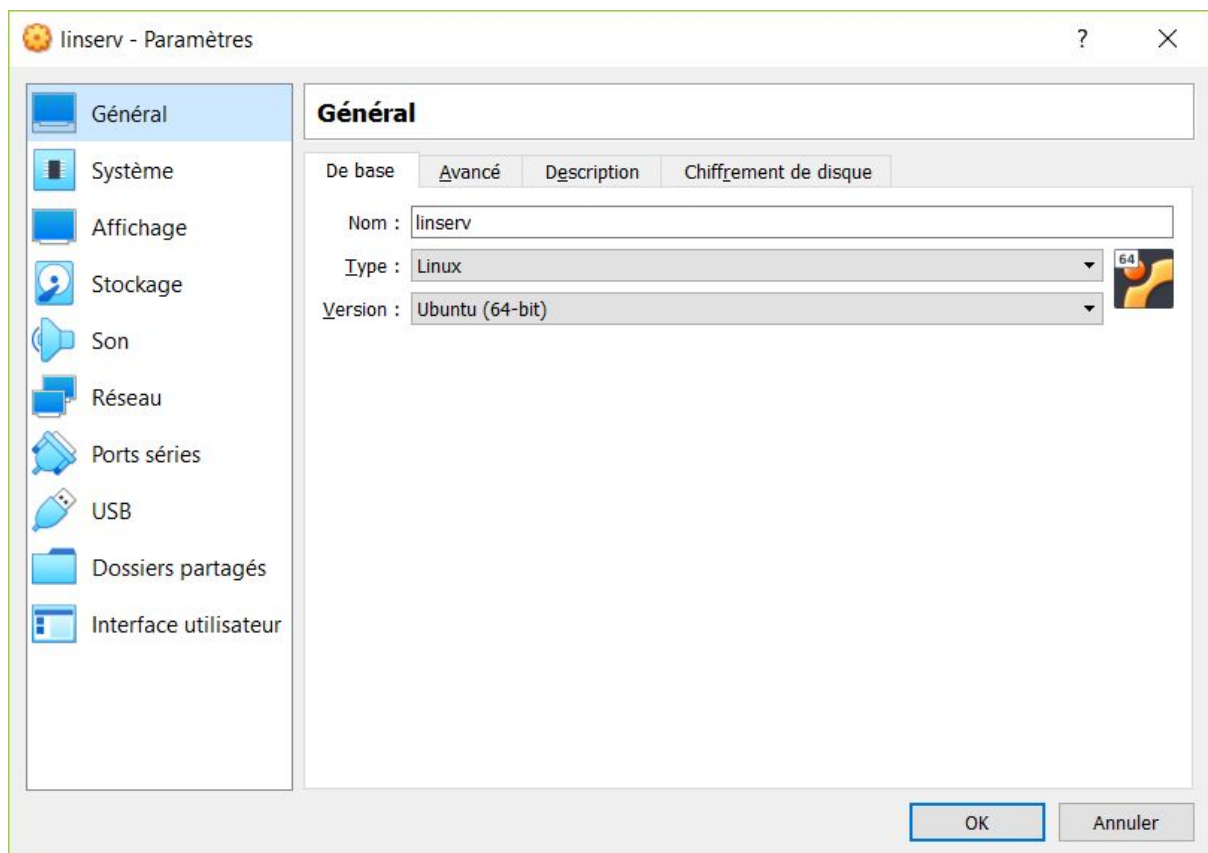 linserv - Paramètres
?
Général
Système
Affichage
Stockage
Son
Réseau
Ports séries
USB
Dossiers partagés
Interface utilisateur
Général
De base Avancé Description Chiffrement de disque
Nom : linserv
Type : Linux
64
Version : Ubuntu (64-bit)
OK Annuler